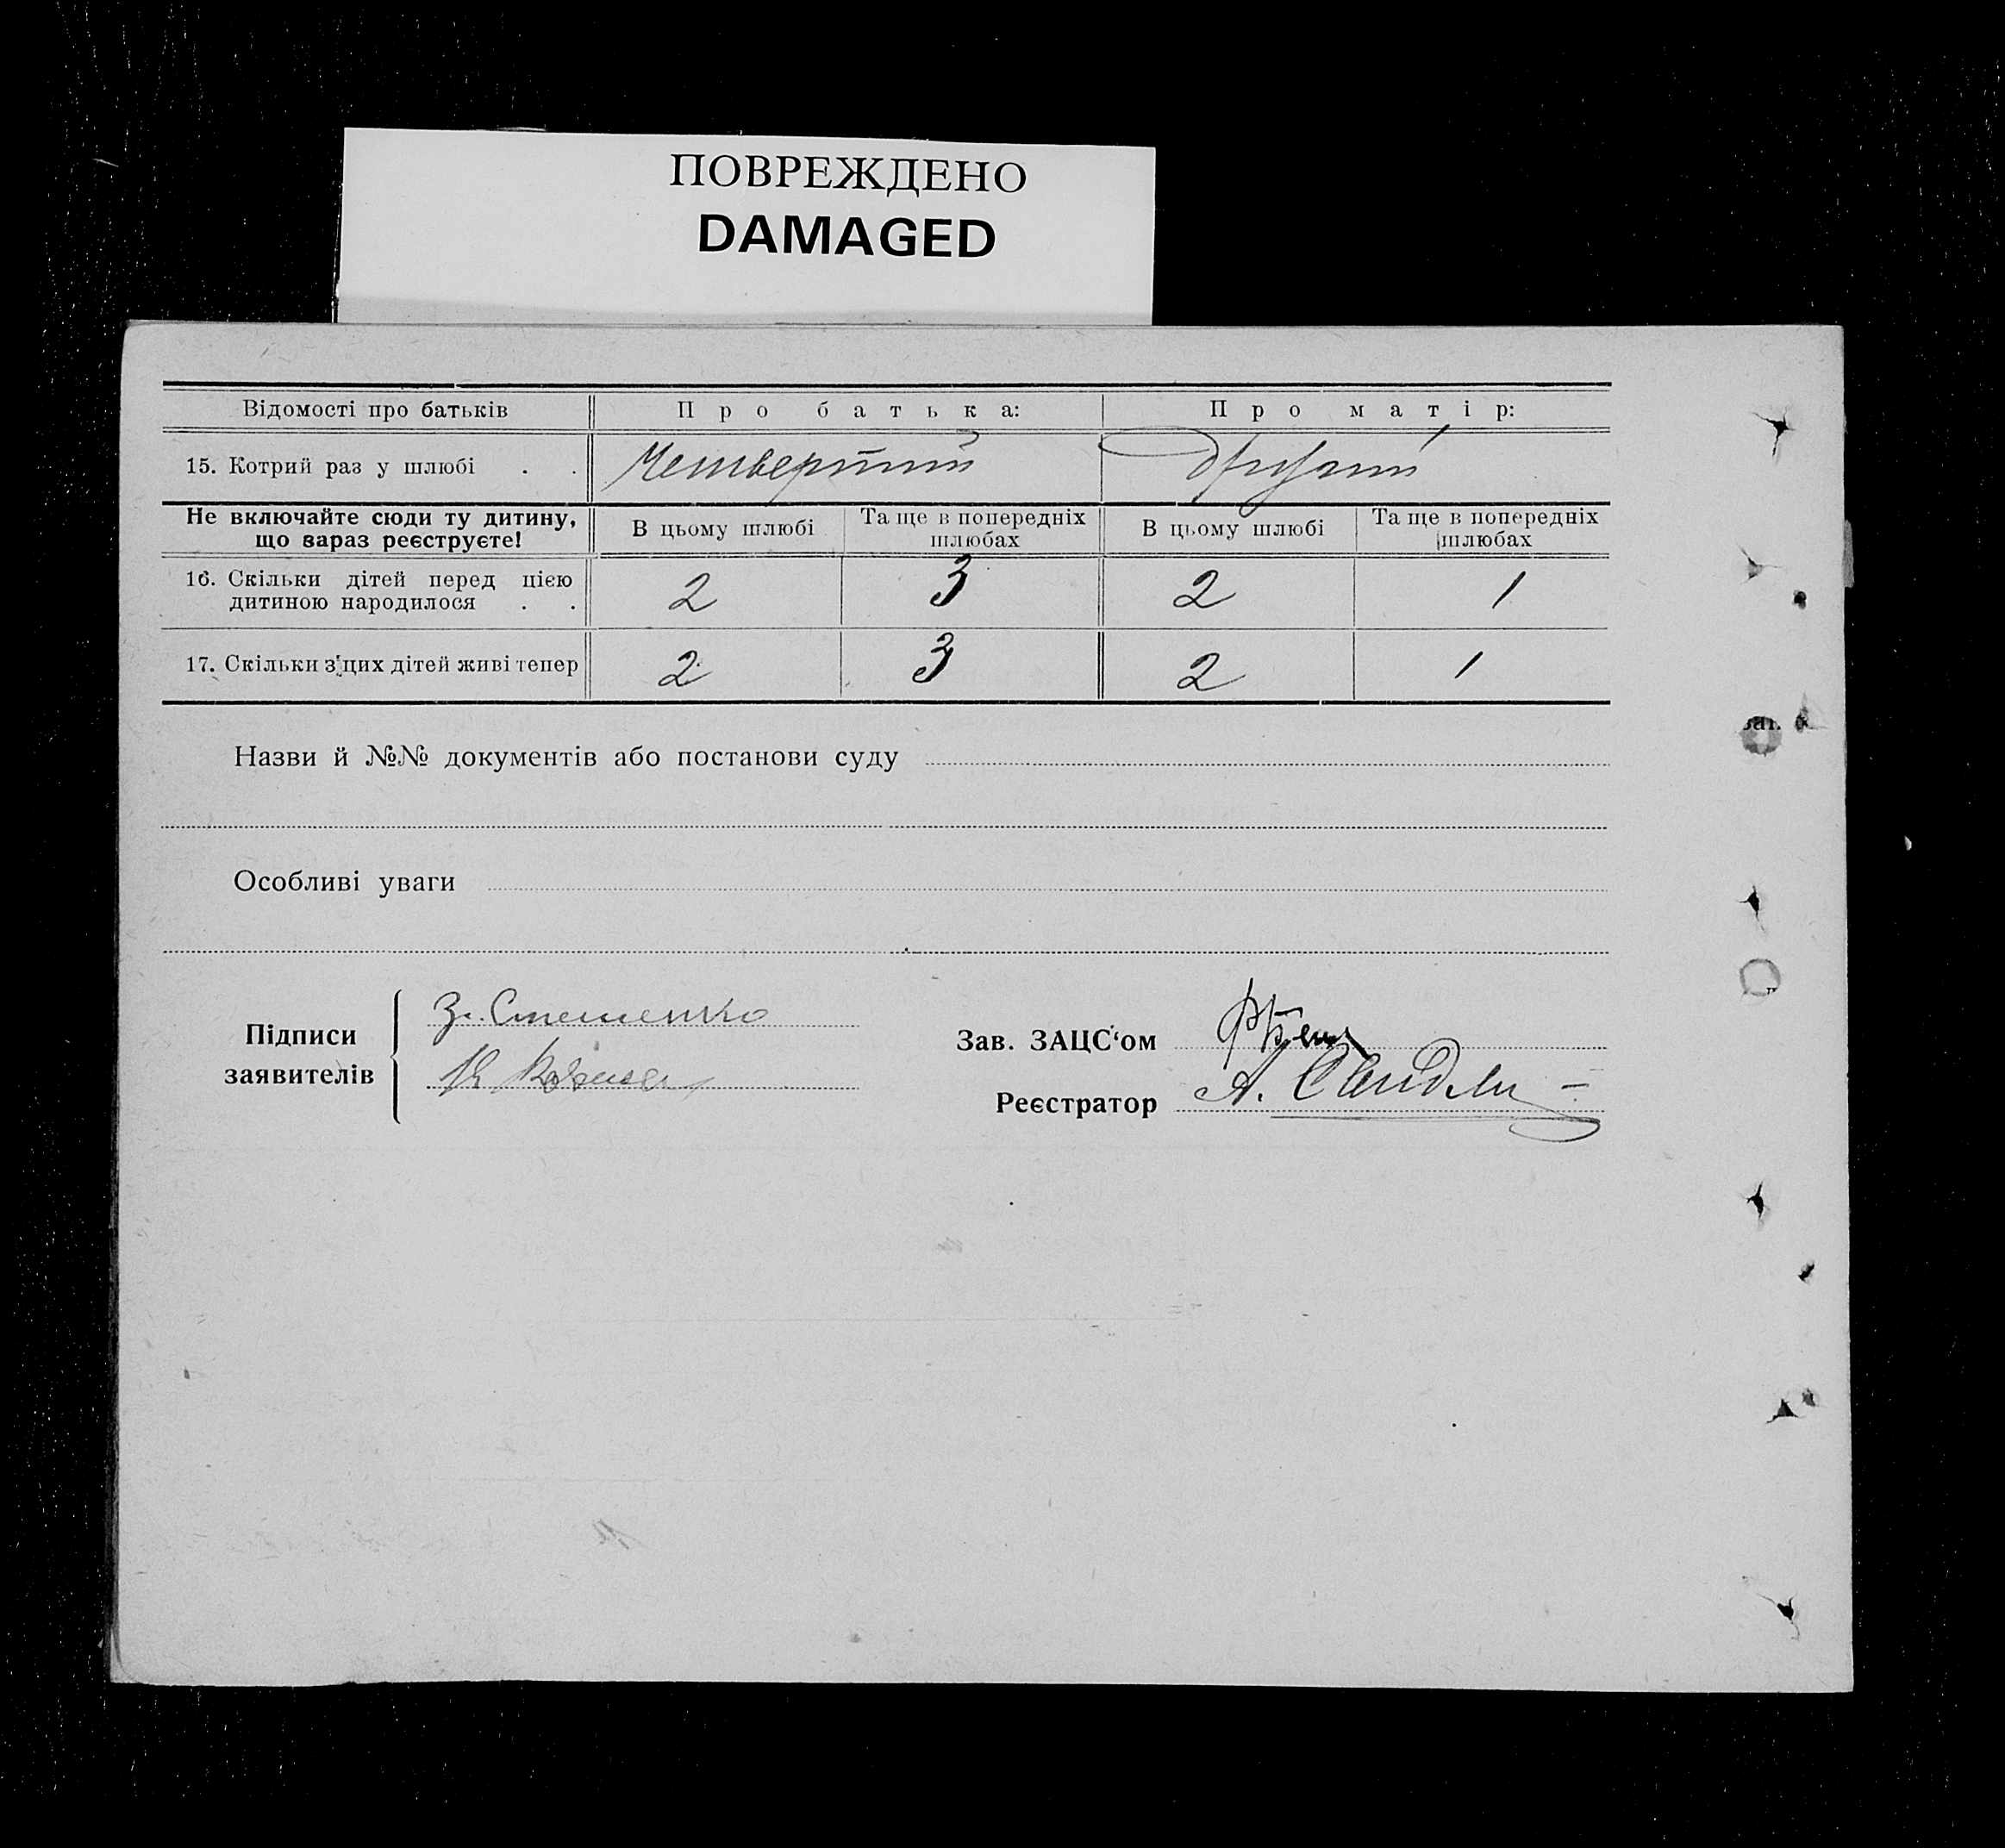 ПОВРЕЖДЕНО
DAMAGED
Відомості про батьків Про батька: Про матір:
15. Котрий раз у шлюбі . . Четвертий другий
Не включайте сюди ту дитину, що зараз реєструєте! В цьому шлюбі Та ще в попередніх шлюбах В цьому шлюбі Та ще в попередніх шлюбах
16. Скільки дітей перед цією дитиною народилося . . 2 3 2 1
17. Скільки з цих дітей живі тепер 2 3 2 1
Назви й №№ документів або постанови суду
Особливі уваги
Підписи заявителів
Стешенко
Зав. ЗАЦС‘ом
Реєстратор А.